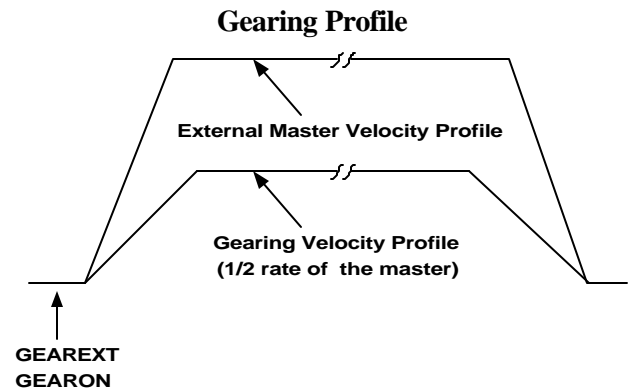 Gearing Profile
External Master Velocity Profile
Gearing Velocity Profile
(1/2 rate of the master)
GEAREXT
GEARON